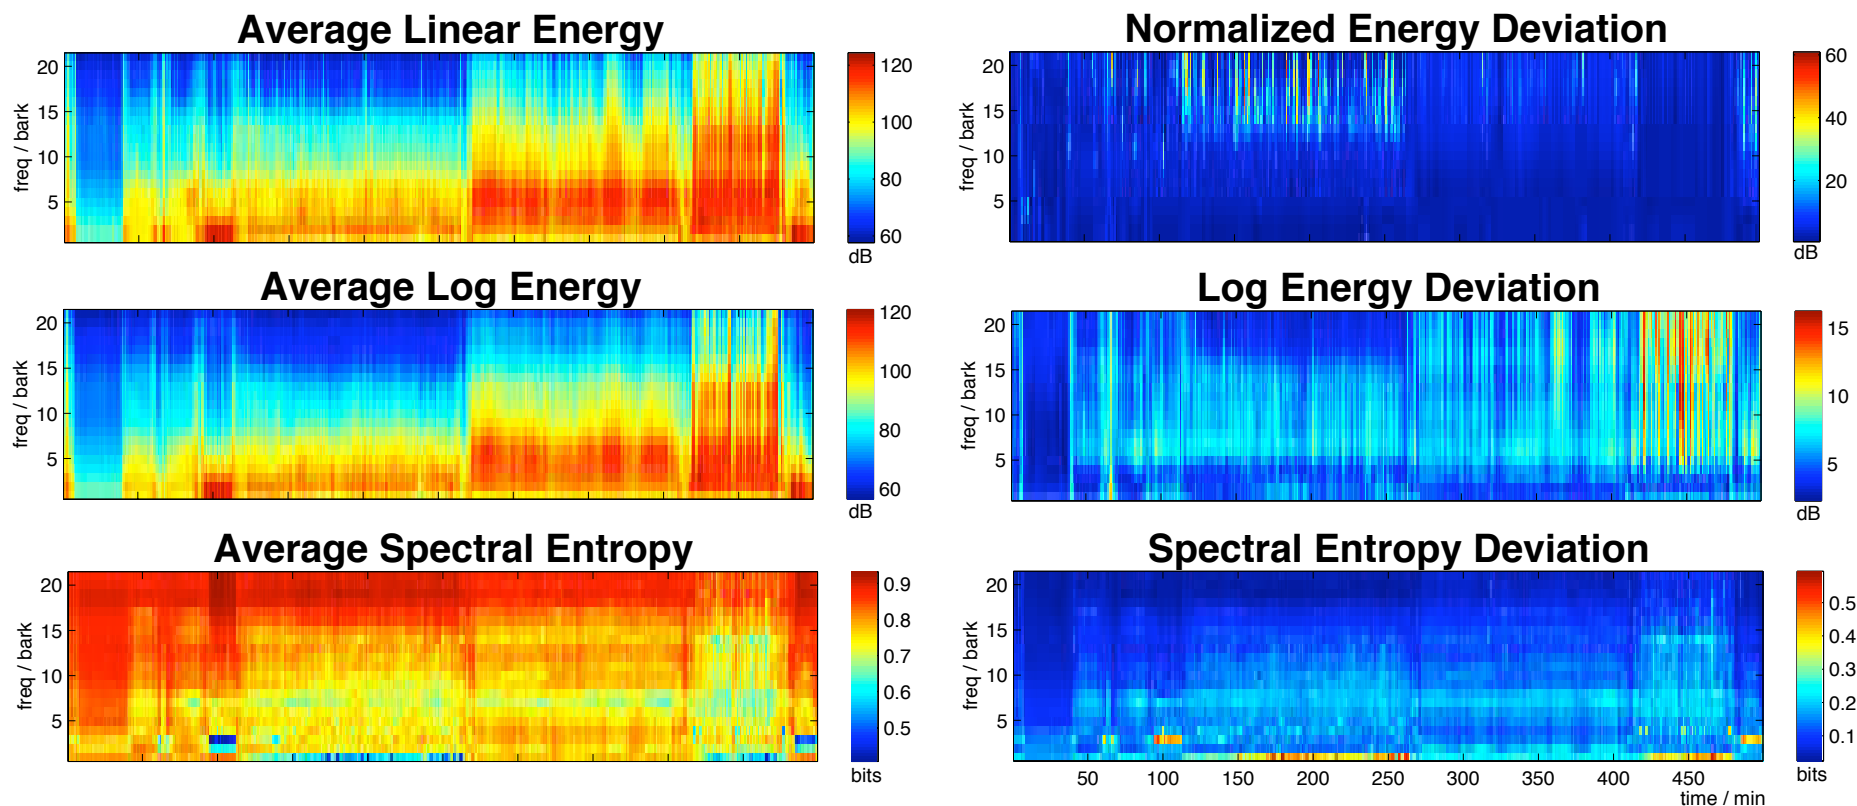 Average Linear Energy
20
15
10
5
freq / bark
120
100
80
60
dB
Normalized Energy Deviation
20
15
10
5
freq / bark
60
40
20
dB
Average Log Energy
20
15
10
5
freq / bark
120
100
80
60
dB
Log Energy Deviation
20
15
10
5
freq / bark
15
10
5
dB
Average Spectral Entropy
20
15
10
5
freq / bark
0.9
0.8
0.7
0.6
0.5
bits
Spectral Entropy Deviation
20
15
10
5
freq / bark
0.5
0.4
0.3
0.2
0.1
bits
50 100 150 200 250 300 350 400 450
time / min